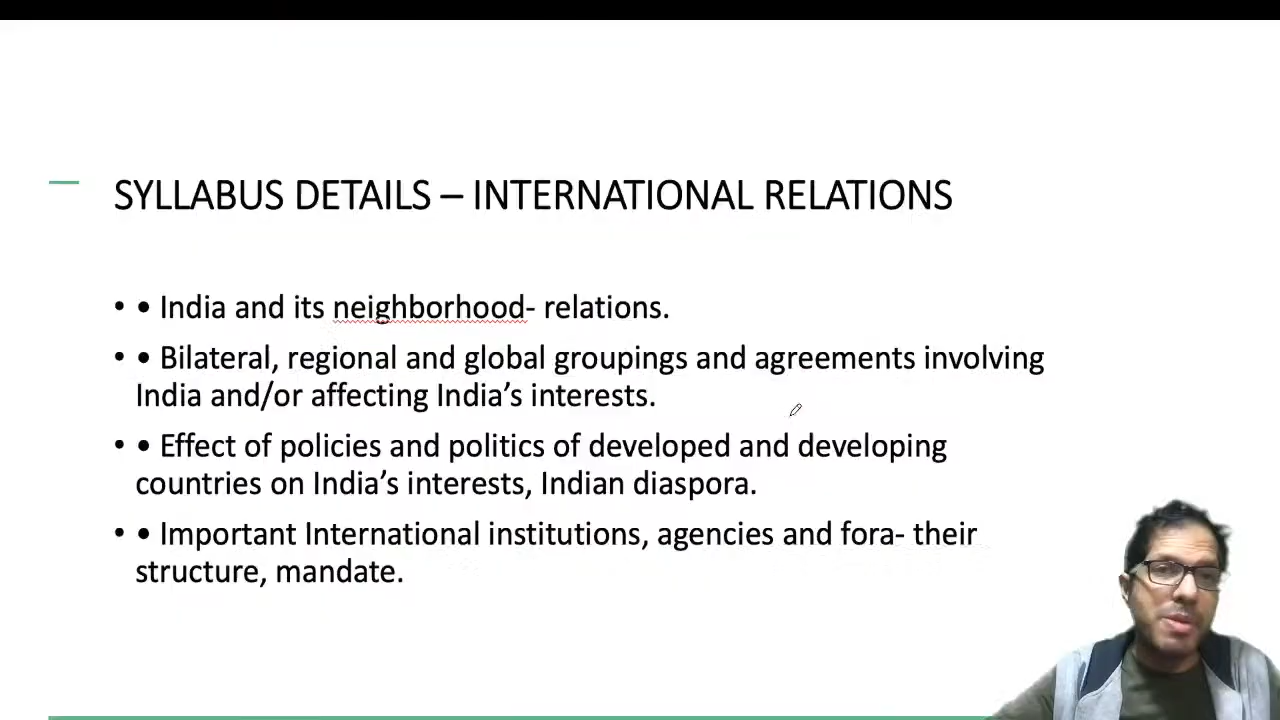 SYLLABUS DETAILS – INTERNATIONAL RELATIONS
• • India and its neighborhood- relations.
• • Bilateral, regional and global groupings and agreements involving
India and/or affecting India’s interests.
• • Effect of policies and politics of developed and developing
countries on India’s interests, Indian diaspora.
• • Important International institutions, agencies and fora- their
structure, mandate.